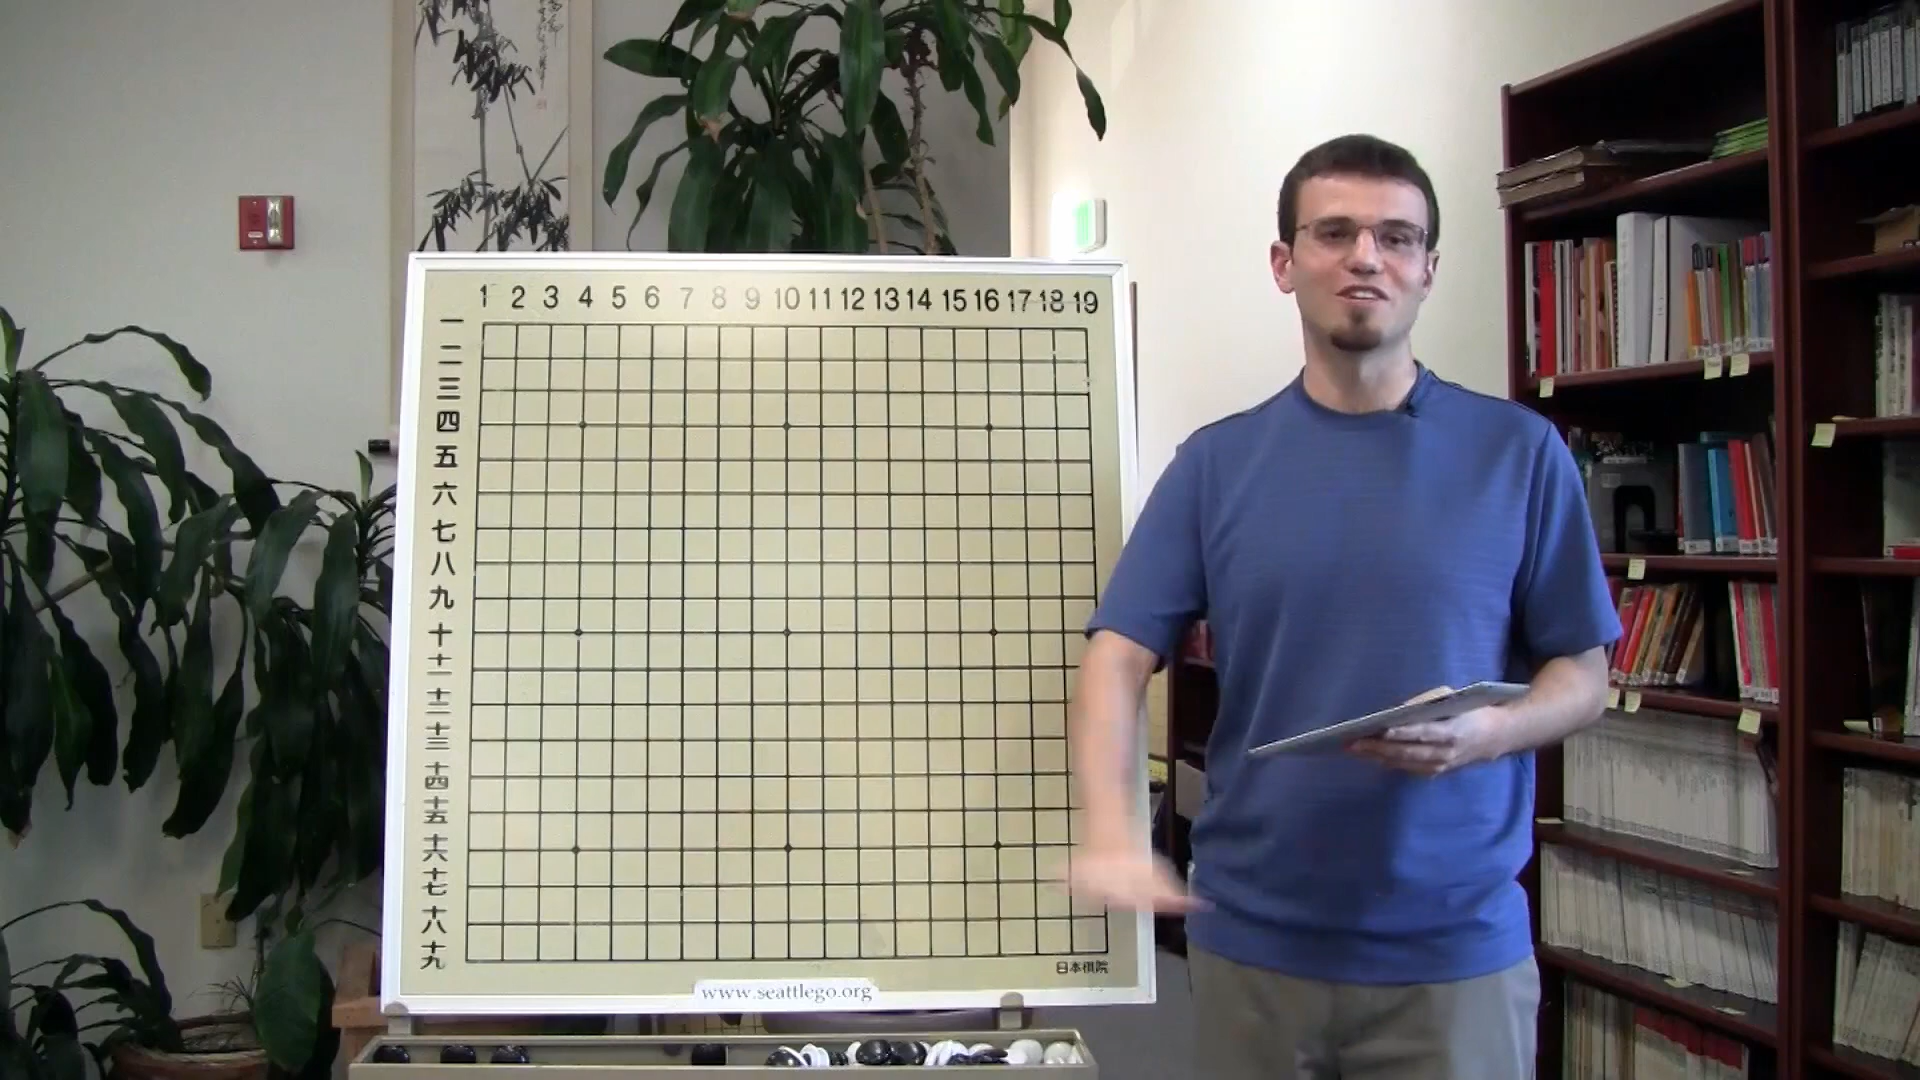 1 2 3 4 5 6 7 8 9 10 11 12 13 14 15 16 17 18 19
一
二
三
四
五
六
七
八
九
十
十一
十二
十三
十四
十五
十六
十七
十八
十九
日本棋院
www.seattlego.org